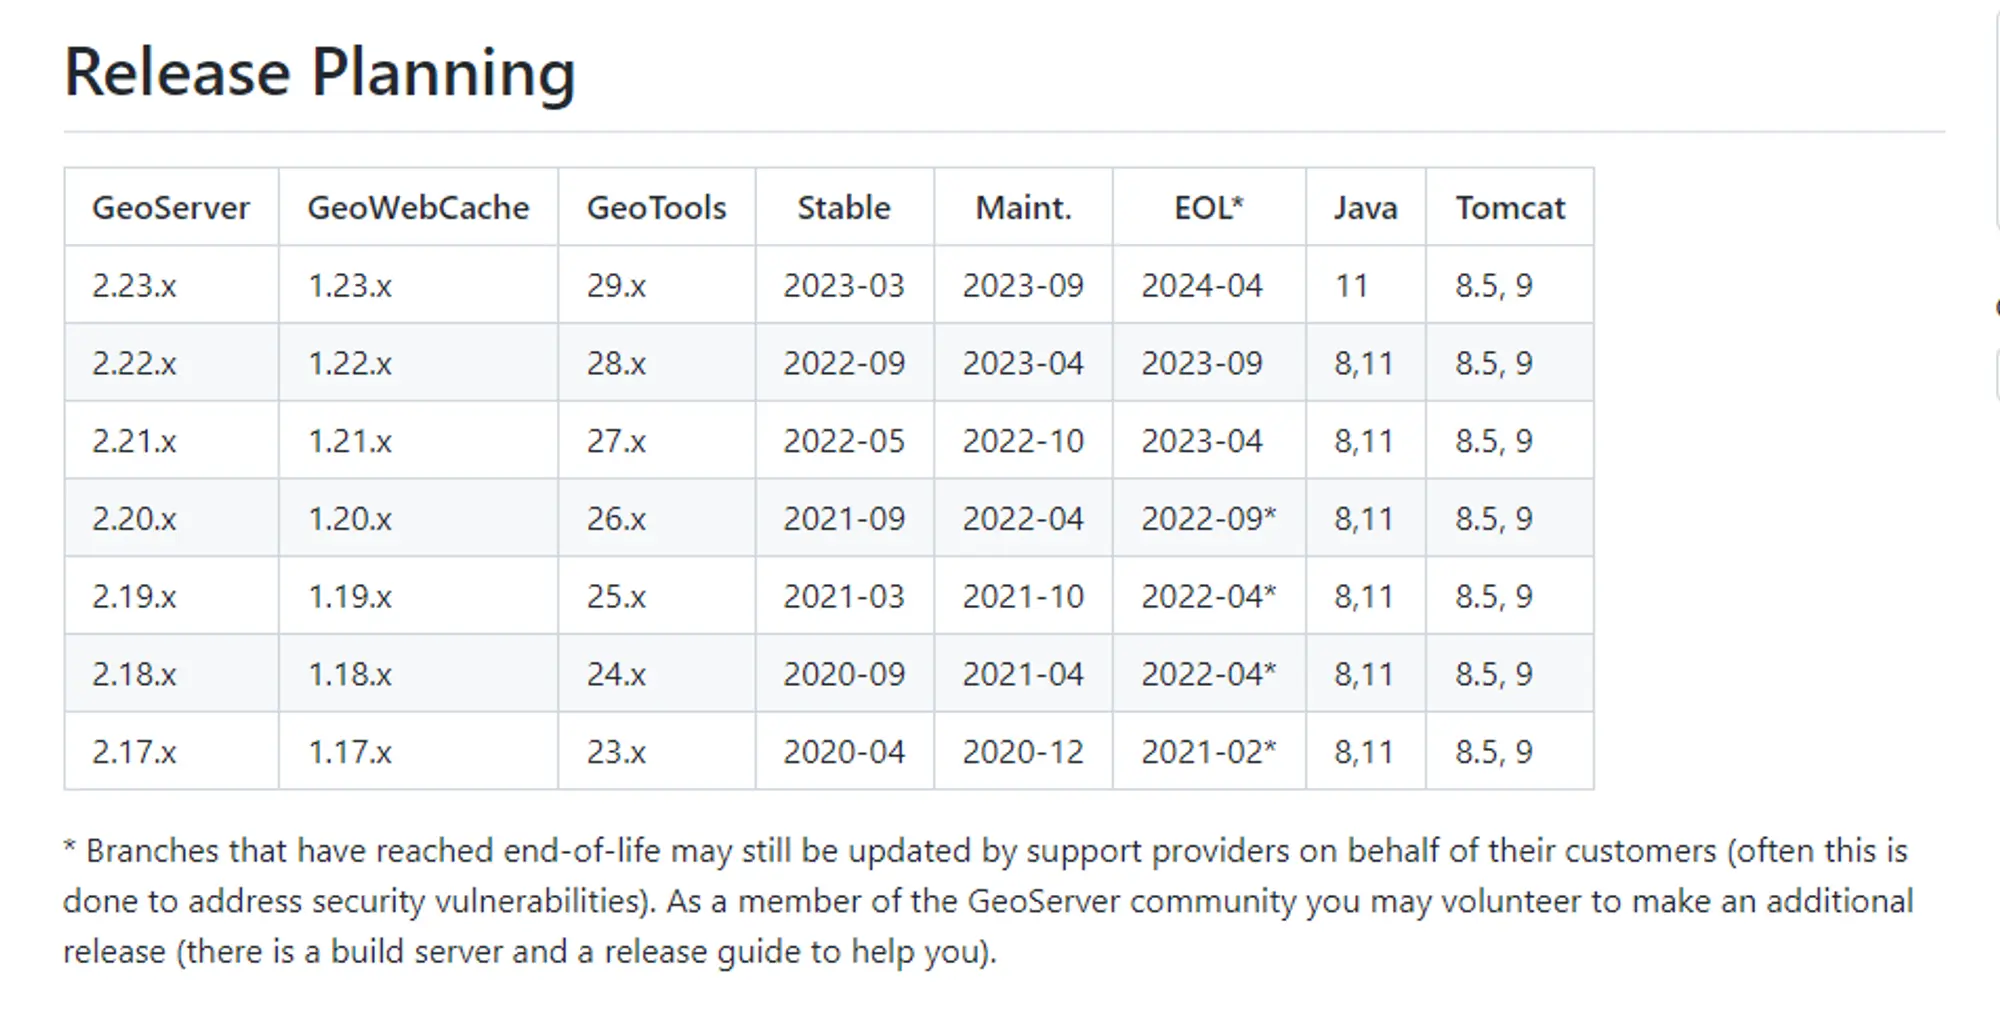 Release Planning
GeoServer GeoWebCache GeoTools Stable Maint. EOL* Java Tomcat
2.23.x 1.23.x 29.x 2023-03 2023-09 2024-04 11 8.5, 9
2.22.x 1.22.x 28.x 2022-09 2023-04 2023-09 8,11 8.5, 9
2.21.x 1.21.x 27.x 2022-05 2022-10 2023-04 8,11 8.5, 9
2.20.x 1.20.x 26.x 2021-09 2022-04 2022-09* 8,11 8.5, 9
2.19.x 1.19.x 25.x 2021-03 2021-10 2022-04* 8,11 8.5, 9
2.18.x 1.18.x 24.x 2020-09 2021-04 2022-04* 8,11 8.5, 9
2.17.x 1.17.x 23.x 2020-04 2020-12 2021-02* 8,11 8.5, 9
* Branches that have reached end-of-life may still be updated by support providers on behalf of their customers (often this is
done to address security vulnerabilities). As a member of the GeoServer community you may volunteer to make an additional
release (there is a build server and a release guide to help you).